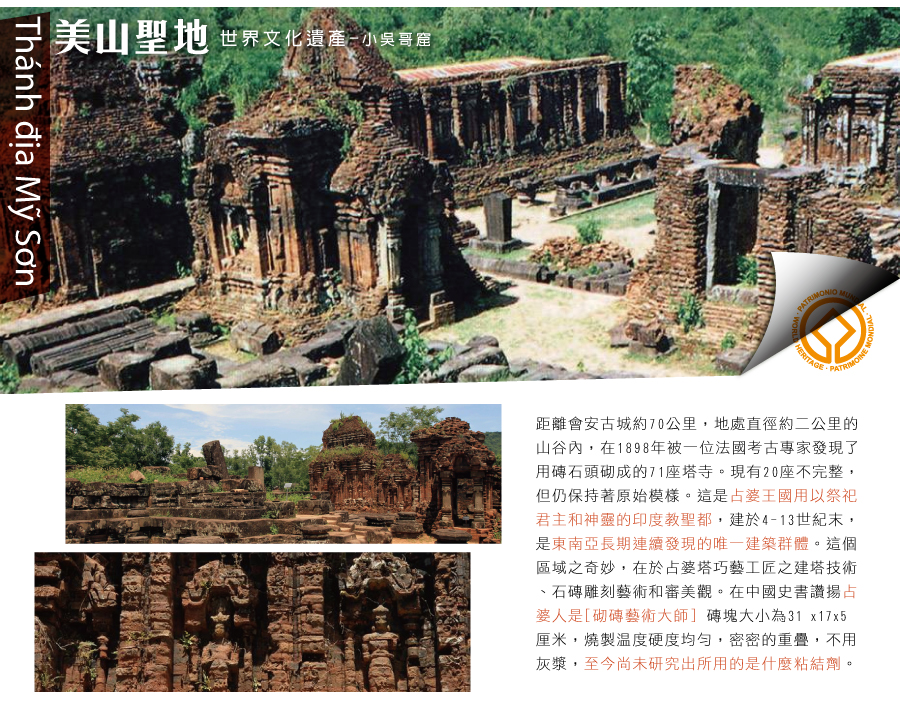 美山聖地 世界文化遺產-小吳哥窟
Thánh địa Mỹ Sơn
PATRIMONIO MUNDIAL · WORLD HERITAGE · PATRIMOINE MONDIAL
距離會安古城約70公里，地處直徑約二公里的
山谷內，在1898年被一位法國考古專家發現了
用磚石頭砌成的71座塔寺。現有20座不完整，
但仍保持著原始模樣。這是占婆王國用以祭祀
君主和神靈的印度教聖都，建於4-13世紀末，
是東南亞長期連續發現的唯一建築群體。這個
區域之奇妙，在於占婆塔巧藝工匠之建塔技術
、石磚雕刻藝術和審美觀。在中國史書讚揚占
婆人是[砌磚藝術大師] 磚塊大小為31 x17x5
厘米，燒製温度硬度均勻，密密的重疊，不用
灰漿，至今尚未研究出所用的是什麼粘結劑。